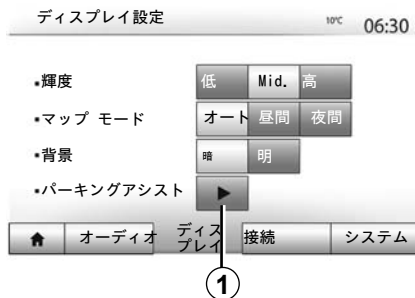 ディスプレイ設定 10℃ 06:30
▪輝度 低 Mid. 高
▪マップ モード オート 昼間 夜間
▪背景 暗 明
▪パーキングアシスト
オーディオ ディス
プレイ 接続 システム
1